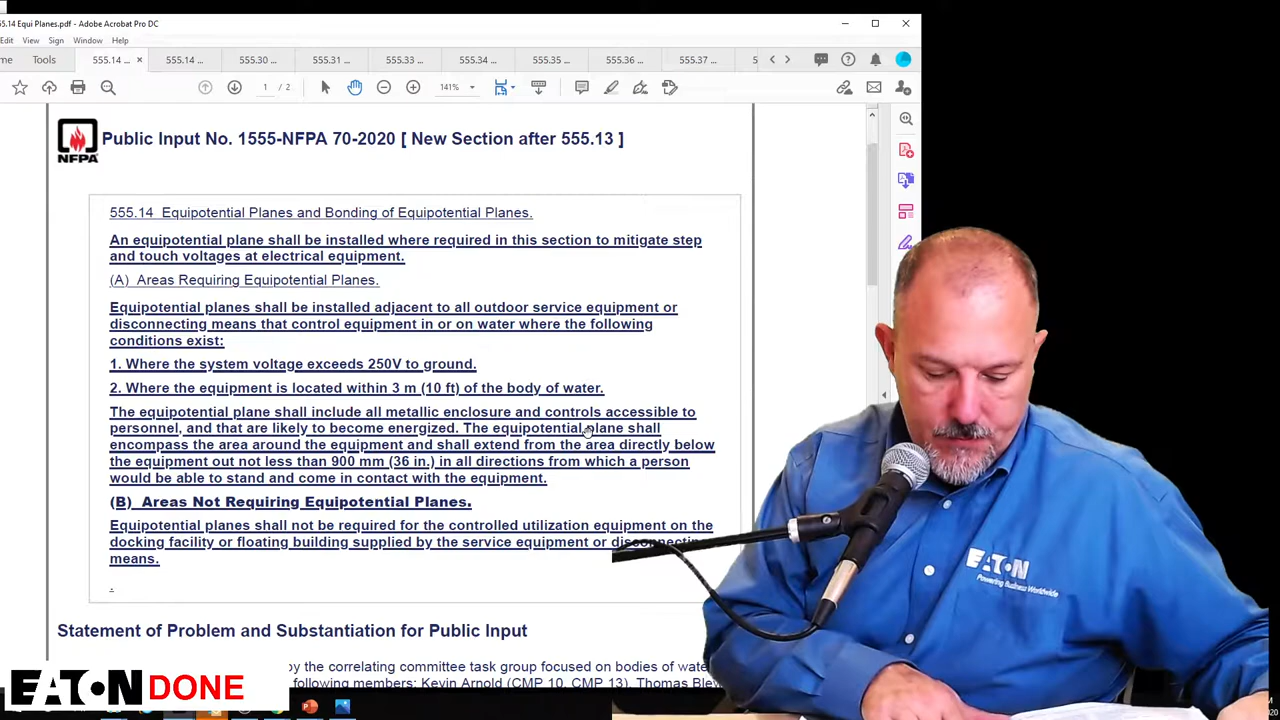 55.14 Equi Planes.pdf - Adobe Acrobat Pro DC
Edit View Sign Window Help
me Tools 555.14 ... × 555.14 ... 555.30 ... 555.31 ... 555.33 ... 555.34 ... 555.35 ... 555.36 ... 555.37 ... 5
1 / 2 141%
NFPA
Public Input No. 1555-NFPA 70-2020 [ New Section after 555.13 ]
555.14 Equipotential Planes and Bonding of Equipotential Planes.
An equipotential plane shall be installed where required in this section to mitigate step
and touch voltages at electrical equipment.
(A) Areas Requiring Equipotential Planes.
Equipotential planes shall be installed adjacent to all outdoor service equipment or
disconnecting means that control equipment in or on water where the following
conditions exist:
1. Where the system voltage exceeds 250V to ground.
2. Where the equipment is located within 3 m (10 ft) of the body of water.
The equipotential plane shall include all metallic enclosure and controls accessible to
personnel, and that are likely to become energized. The equipotential plane shall
encompass the area around the equipment and shall extend from the area directly below
the equipment out not less than 900 mm (36 in.) in all directions from which a person
would be able to stand and come in contact with the equipment.
(B) Areas Not Requiring Equipotential Planes.
Equipotential planes shall not be required for the controlled utilization equipment on the
docking facility or floating building supplied by the service equipment or disconnecting
means.
.
Statement of Problem and Substantiation for Public Input
by the correlating committee task group focused on bodies of wate
following members: Kevin Arnold (CMP 10, CMP 13), Thomas Blev
EATON DONE
EATON
Powering Business Worldwide